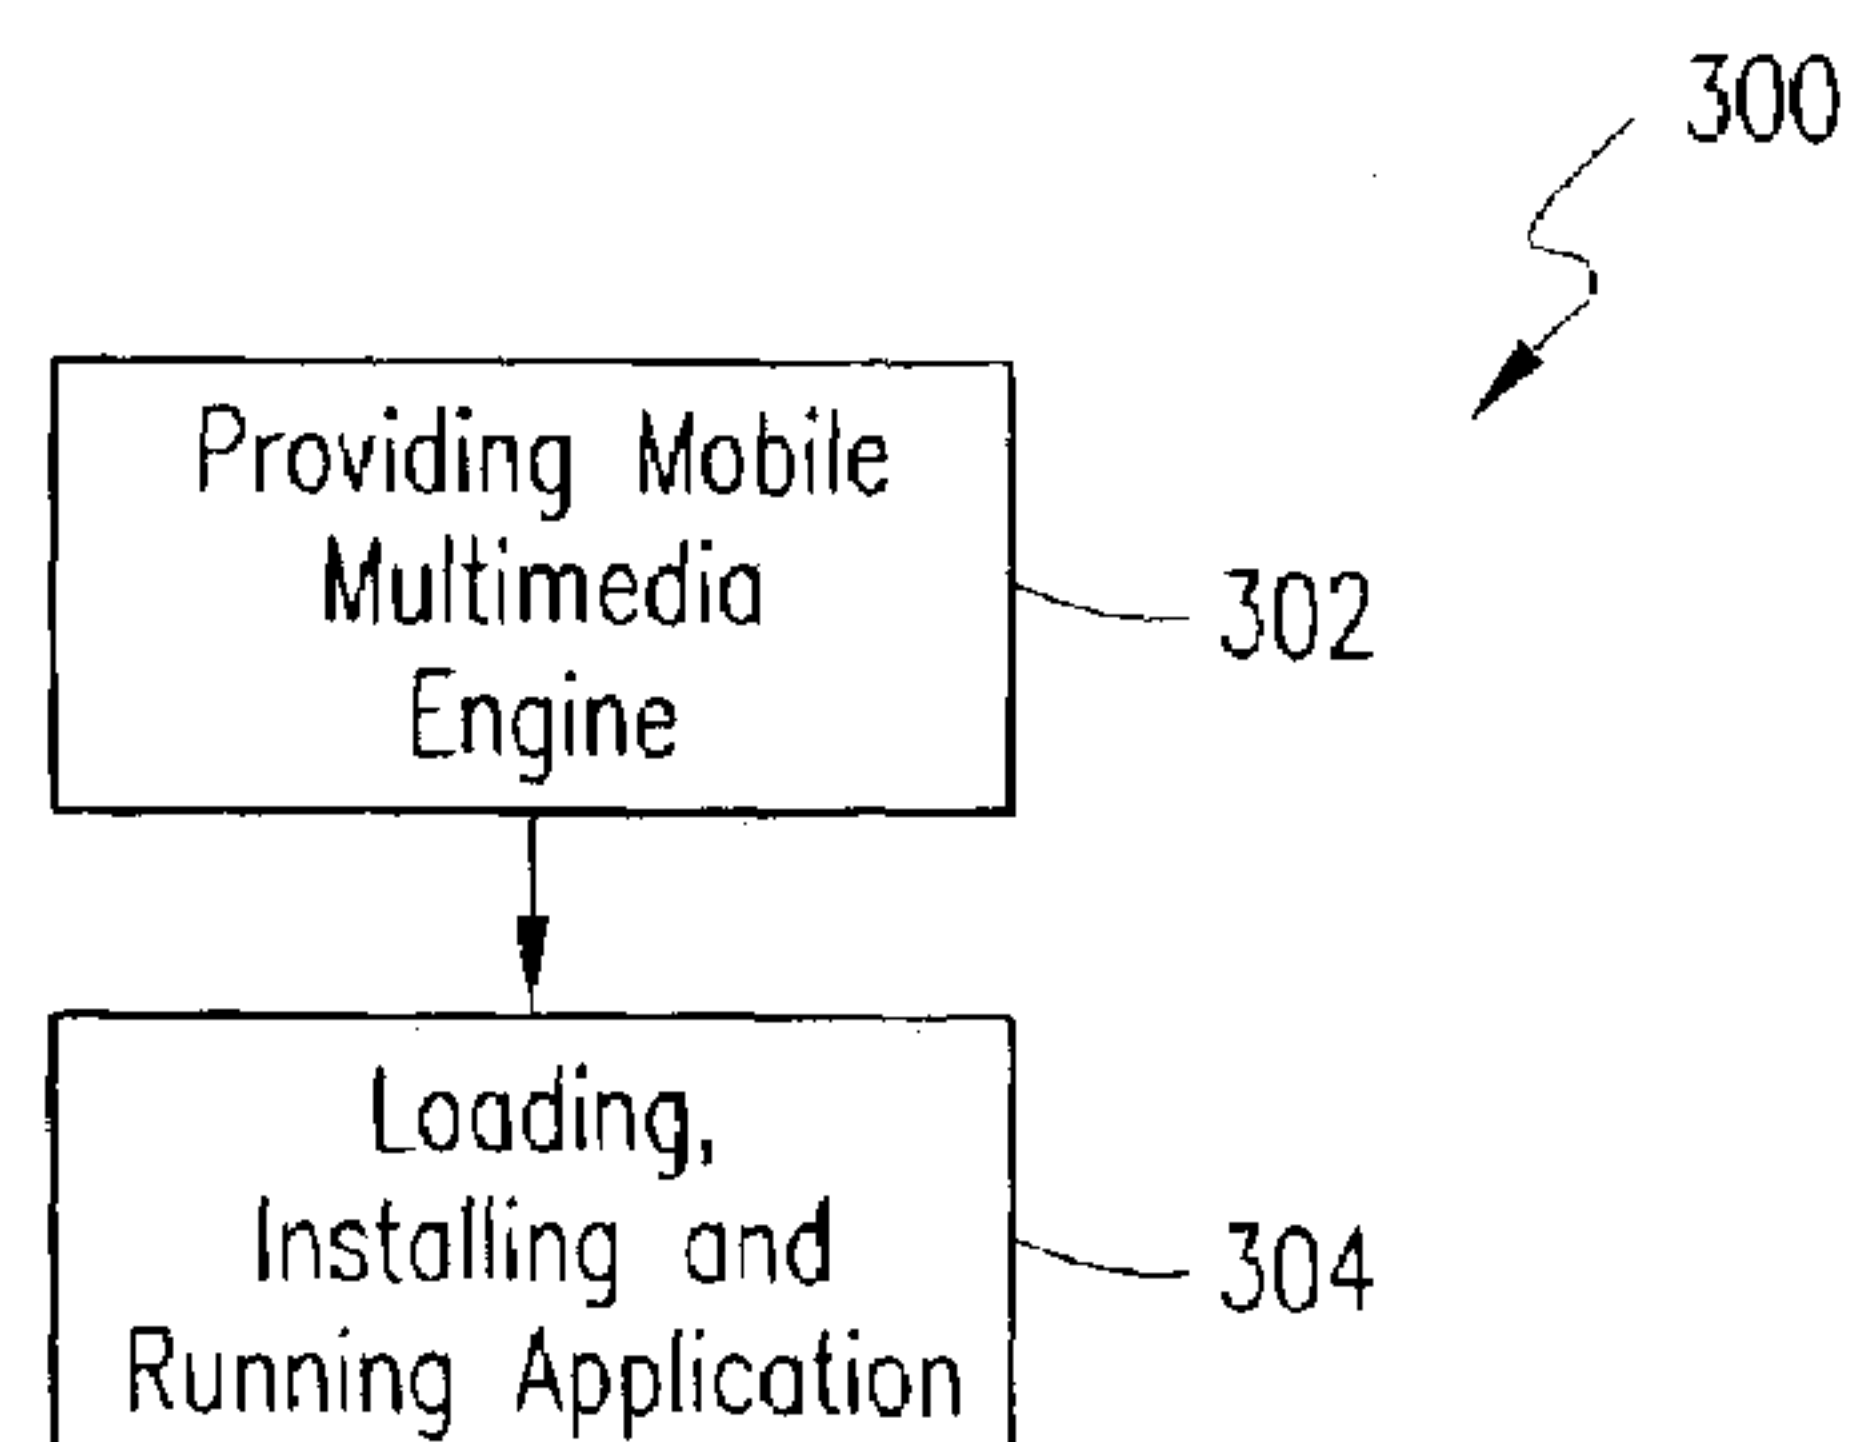 300
Providing Mobile
Multimedia
Engine
302
Loading,
Installing and
Running Application
304